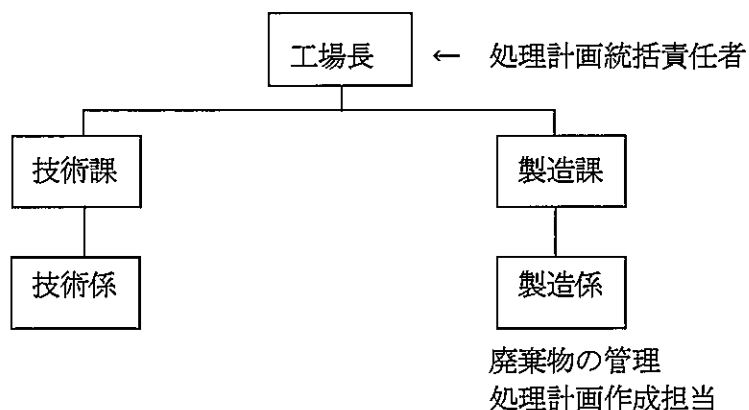 工場長 ← 処理計画統括責任者
技術課 製造課
技術係 製造係
廃棄物の管理
処理計画作成担当